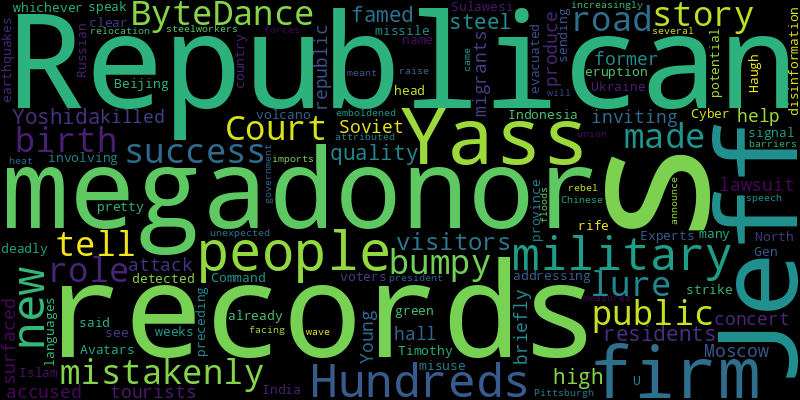 Republican
megadonor
records
S
Jeff
Yass
firm
Hundreds
people
military
new
public
story
road
ByteDance
success
birth
Court
role
tell
mistakenly
bumpy
lure
made
steel
high
famed
former
quality
Soviet
visitors
residents
migrants
republic
produce
inviting
help
lawsuit
concert
Moscow
hall
Young
briefly
attack
Yoshida
killed
tourists
accused
surfaced
whichever
speak
clear
relocation
steelworkers
forces
earthquakes
Russian
Beijing
country
missile
name
head
meant
raise
Sulawesi
came
increasingly
sending
evacuated
several
eruption
Ukraine
potential
Haugh
disinformation
will
Indonesia
Cyber
signal
barriers
union
speech
involving
volcano
emboldened
attributed
imports
government
heat
pretty
unexpected
deadly
detected
Command
voters
president
preceding
already
facing
wave
green
said
see
weeks
languages
Avatars
Islam
India
Timothy
misuse
province
floods
rebel
Chinese
rife
announce
Experts
many
North
Gen
addressing
strike
measures
U
Pittsburgh